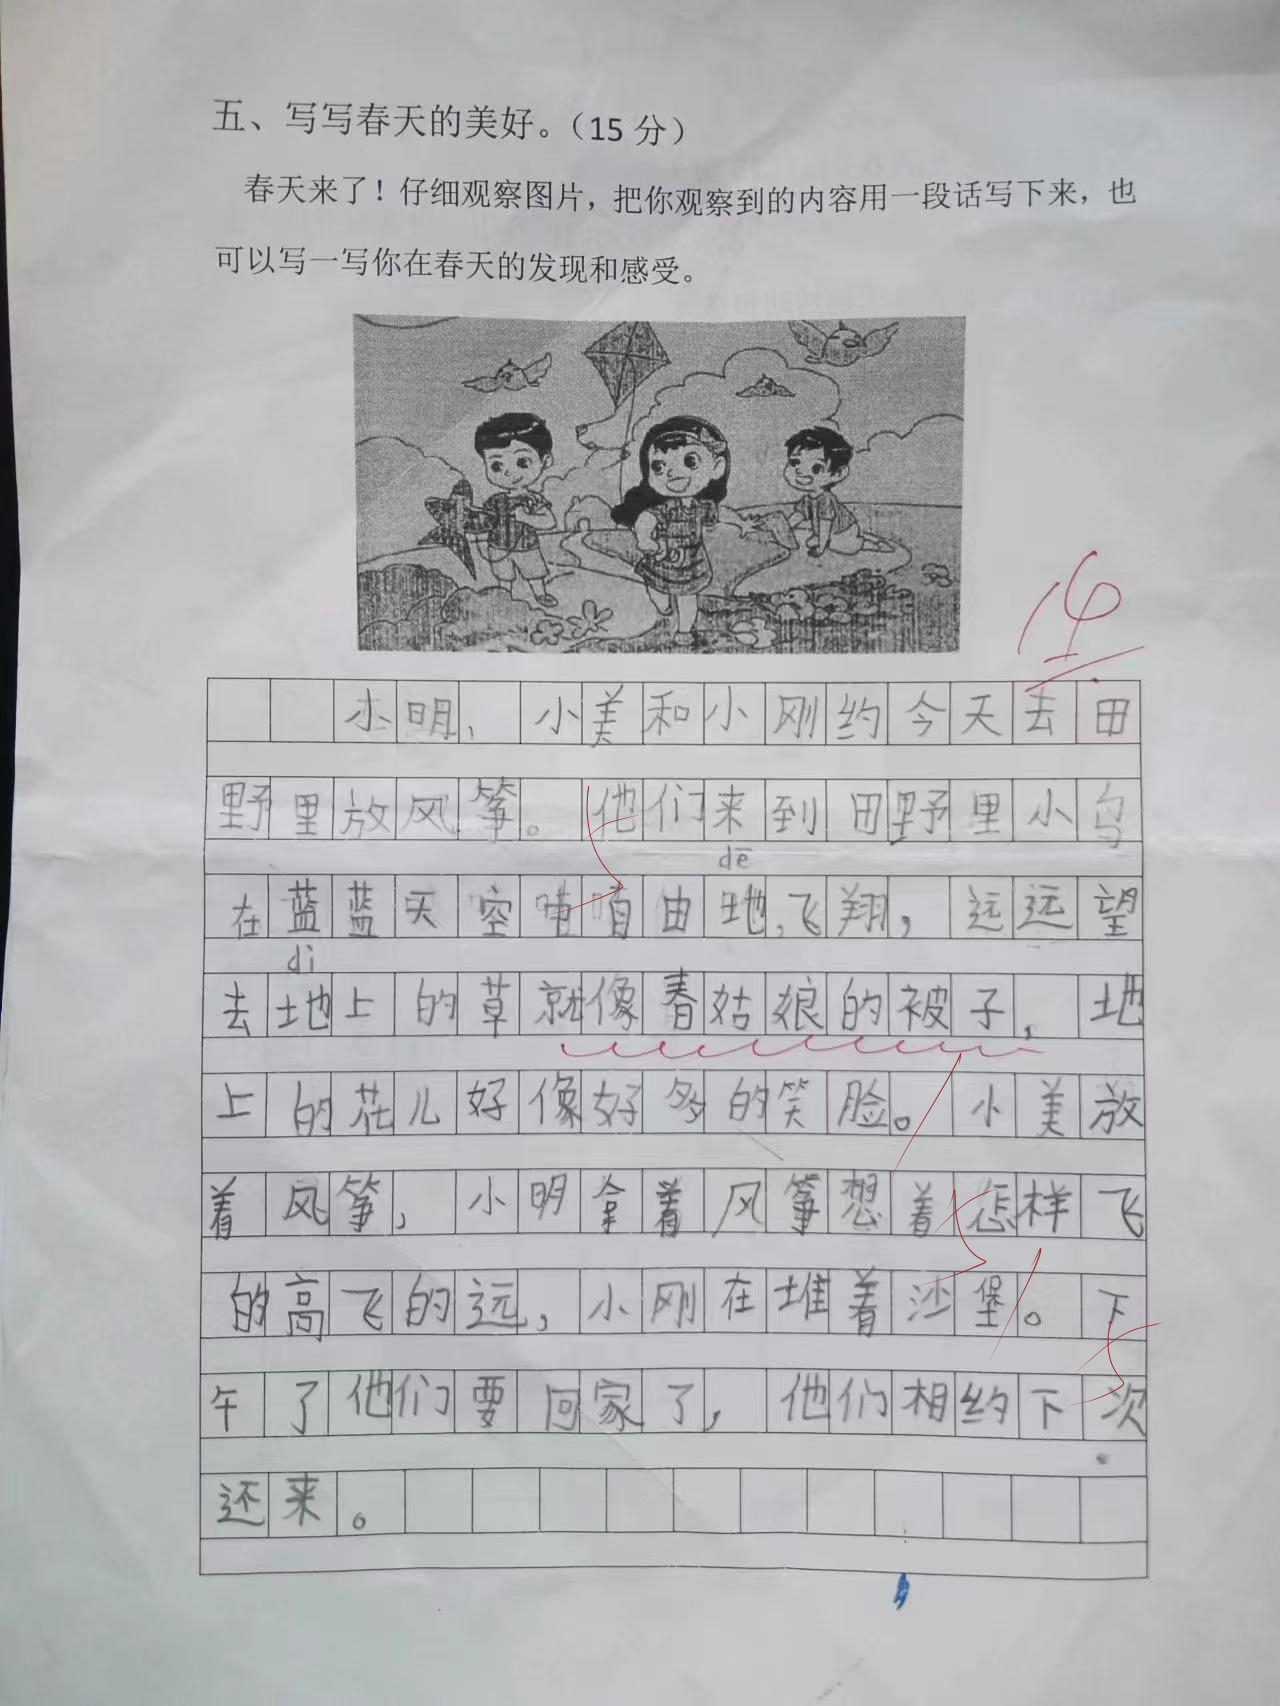 五、写写春天的美好。（15 分）
春天来了！仔细观察图片，把你观察到的内容用一段话写下来，也
可以写一写你在春天的发现和感受。
14
小明，小美和小刚约今天去田
野里放风筝。他们来到田野里小鸟
dē
在蓝蓝天空自由地飞翔，远远望
dì
去地上的草就像春姑娘的被子，地
上的花儿好像好多的笑脸。小美放
着风筝，小明拿着风筝想着怎样飞
的高飞的远，小刚在堆着沙堡。下
午了他们要回家了，他们相约下次
还来。